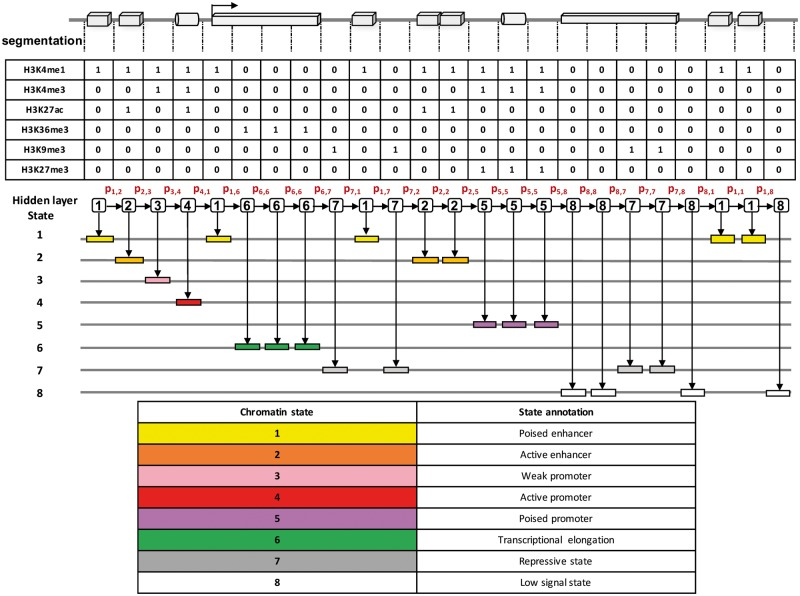 segmentation
H3K4me1 1 1 1 1 1 0 0 0 0 1 0 1 1 1 1 1 0 0 0 0 0 1 1 0
H3K4me3 0 0 1 1 0 0 0 0 0 0 0 0 0 1 1 1 0 0 0 0 0 0 0 0
H3K27ac 0 1 0 1 0 0 0 0 0 0 0 1 1 0 0 0 0 0 0 0 0 0 0 0
H3K36me3 0 0 0 0 0 1 1 1 0 0 0 0 0 0 0 0 0 0 0 0 0 0 0 0
H3K9me3 0 0 0 0 0 0 0 0 1 0 1 0 0 0 0 0 0 0 1 1 0 0 0 0
H3K27me3 0 0 0 0 0 0 0 0 0 0 0 0 0 1 1 1 0 0 0 0 0 0 0 0
p1,2 p2,3 p3,4 p4,1 p1,6 p6,6 p6,6 p6,7 p7,1 p1,7 p7,2 p2,2 p2,5 p5,5 p5,5 p5,8 p8,8 p8,7 p7,7 p7,8 p8,1 p1,1 p1,8
Hidden layer 1 2 3 4 1 6 6 6 7 1 7 2 2 5 5 5 8 8 7 7 8 1 1 8
State
1
2
3
4
5
6
7
8
Chromatin state State annotation
1 Poised enhancer
2 Active enhancer
3 Weak promoter
4 Active promoter
5 Poised promoter
6 Transcriptional elongation
7 Repressive state
8 Low signal state